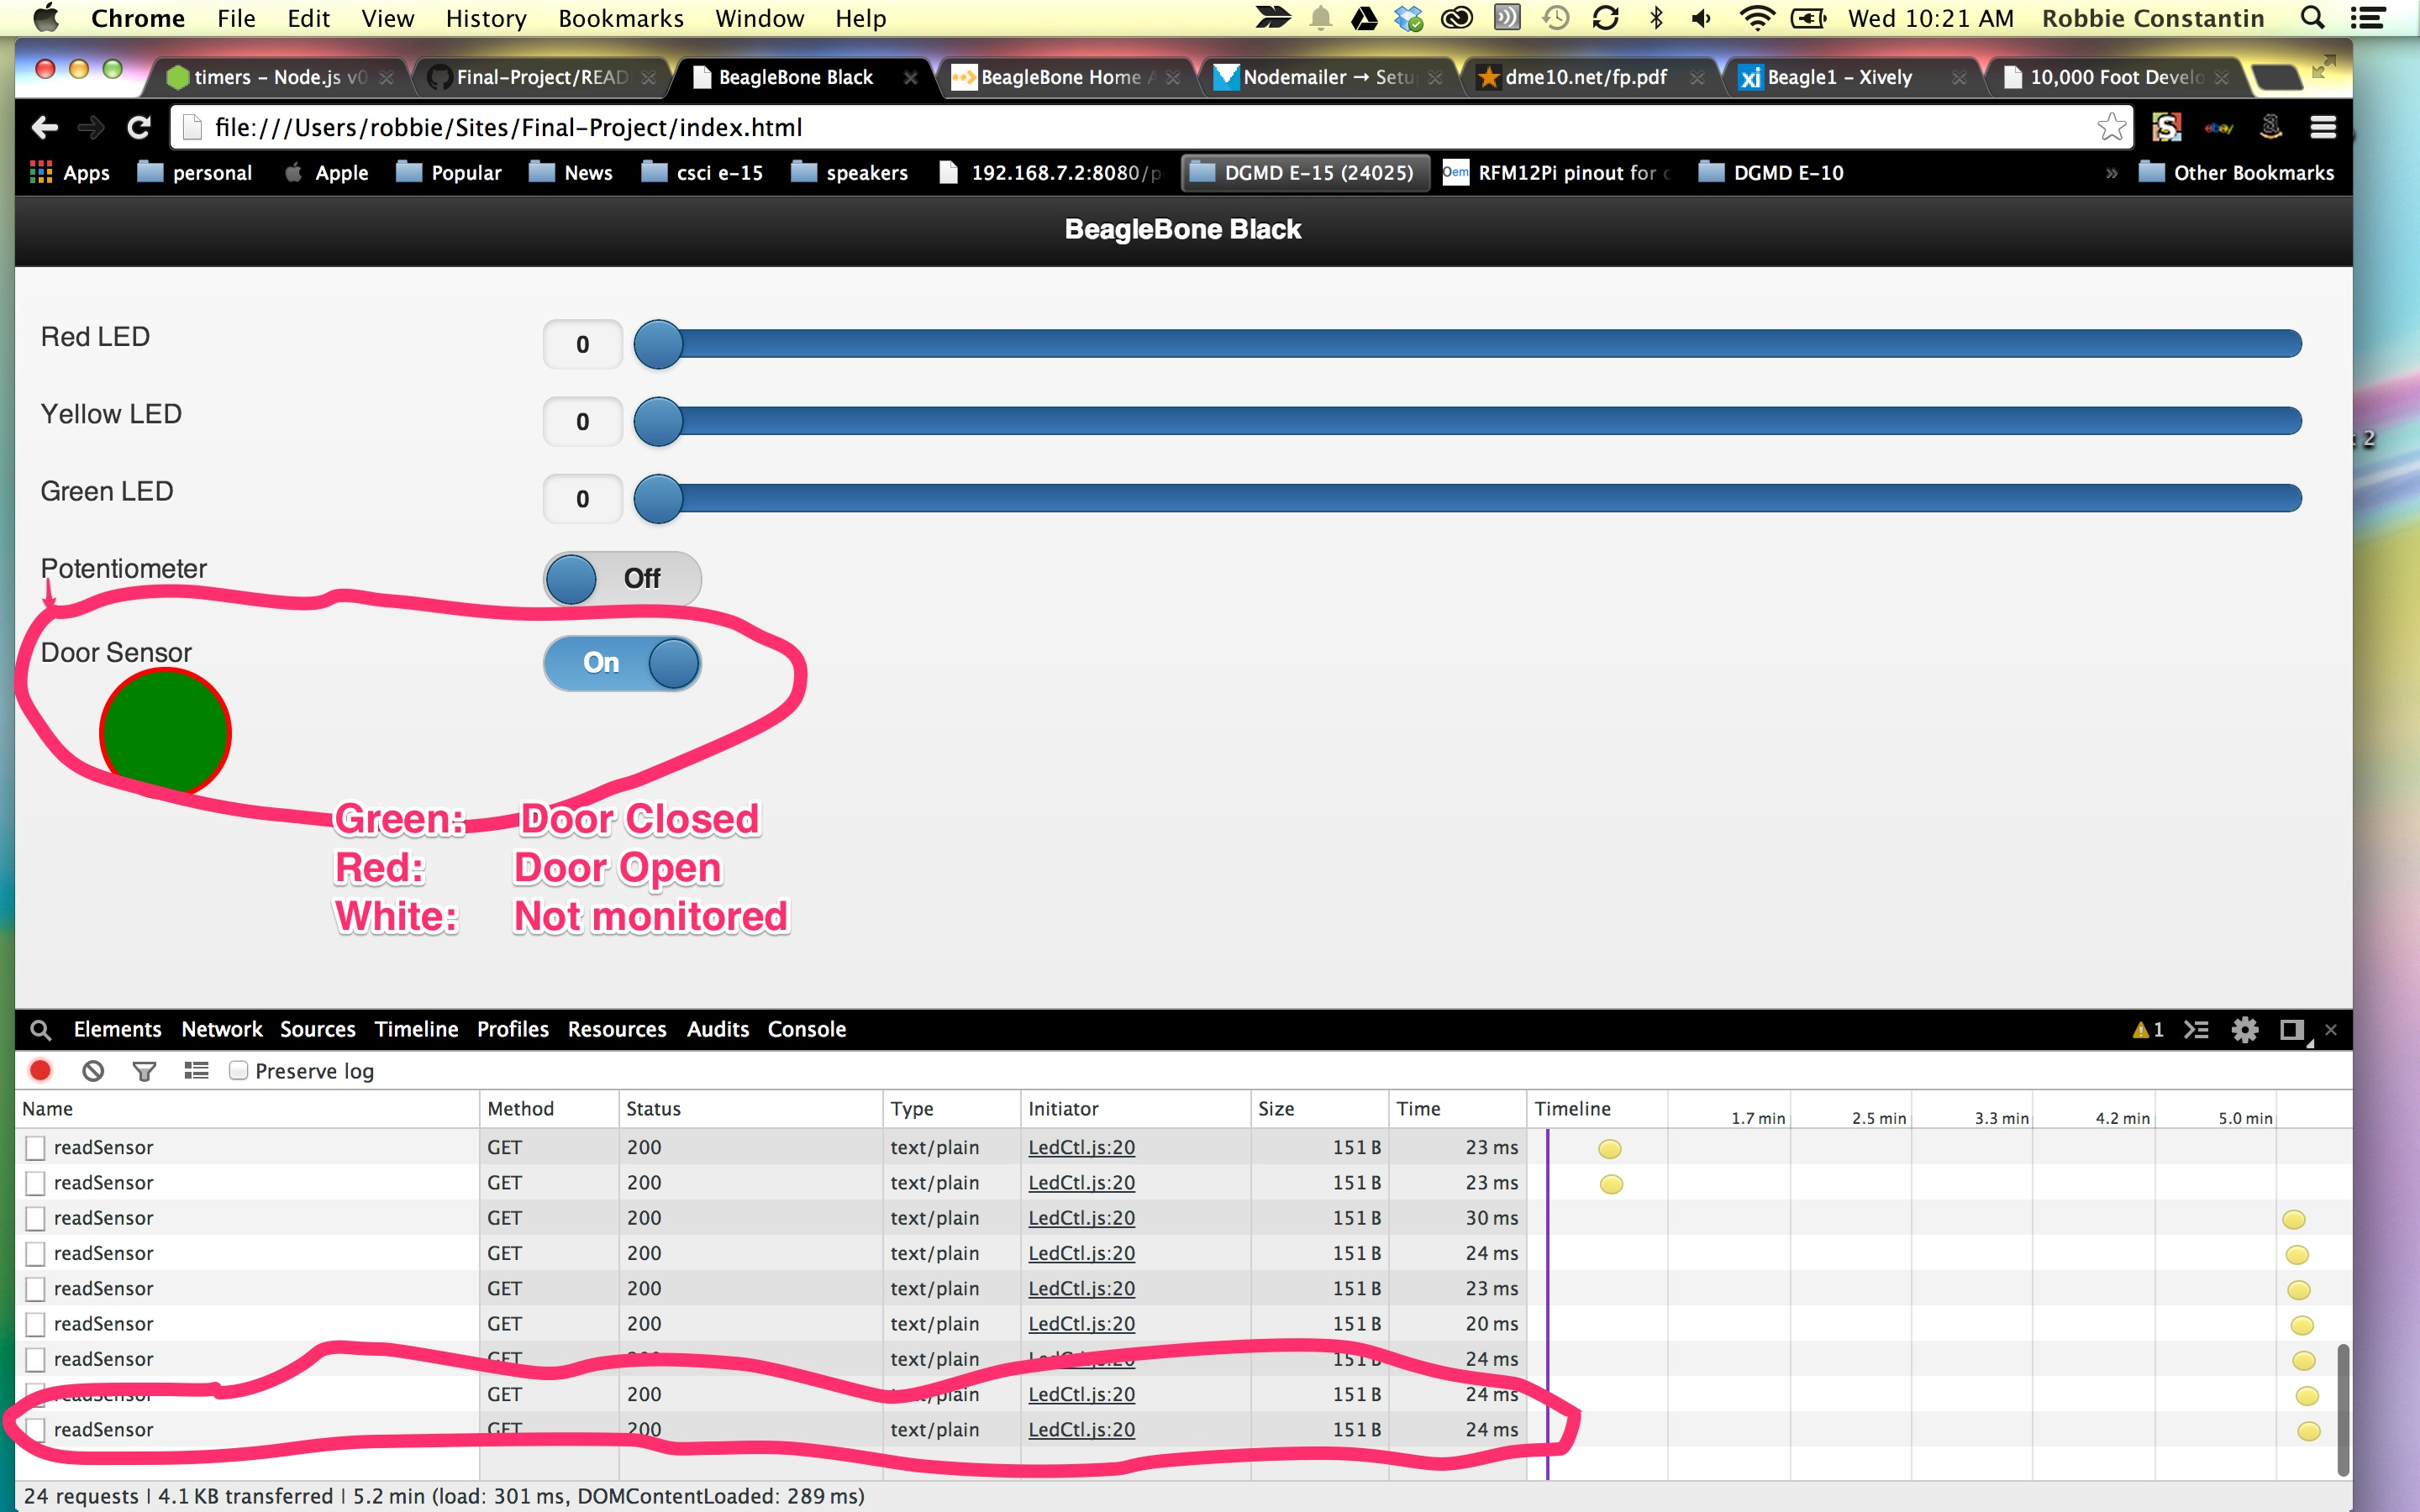 Chrome File Edit View History Bookmarks Window Help Wed 10:21 AM Robbie Constantin
timers – Node.js v0 Final-Project/READ BeagleBone Black BeagleBone Home Nodemailer → Setu dme10.net/fp.pdf Beagle1 – Xively 10,000 Foot Develo
file:///Users/robbie/Sites/Final-Project/index.html ebay
Apps personal Apple Popular News csci e-15 speakers 192.168.7.2:8080/p DGMD E-15 (24025) Oem RFM12Pi pinout for DGMD E-10 » Other Bookmarks
BeagleBone Black
Red LED 0
Yellow LED 0
Green LED 0
Potentiometer Off
Door Sensor On
Green: Door Closed
Red: Door Open
White: Not monitored
Elements Network Sources Timeline Profiles Resources Audits Console 1
Preserve log
Name Method Status Type Initiator Size Time Timeline 1.7 min 2.5 min 3.3 min 4.2 min 5.0 min
readSensor GET 200 text/plain LedCtl.js:20 151 B 23 ms
readSensor GET 200 text/plain LedCtl.js:20 151 B 23 ms
readSensor GET 200 text/plain LedCtl.js:20 151 B 30 ms
readSensor GET 200 text/plain LedCtl.js:20 151 B 24 ms
readSensor GET 200 text/plain LedCtl.js:20 151 B 23 ms
readSensor GET 200 text/plain LedCtl.js:20 151 B 20 ms
readSensor GET 200 text/plain LedCtl.js:20 151 B 24 ms
readSensor GET 200 text/plain LedCtl.js:20 151 B 24 ms
readSensor GET 200 text/plain LedCtl.js:20 151 B 24 ms
24 requests | 4.1 KB transferred | 5.2 min (load: 301 ms, DOMContentLoaded: 289 ms)